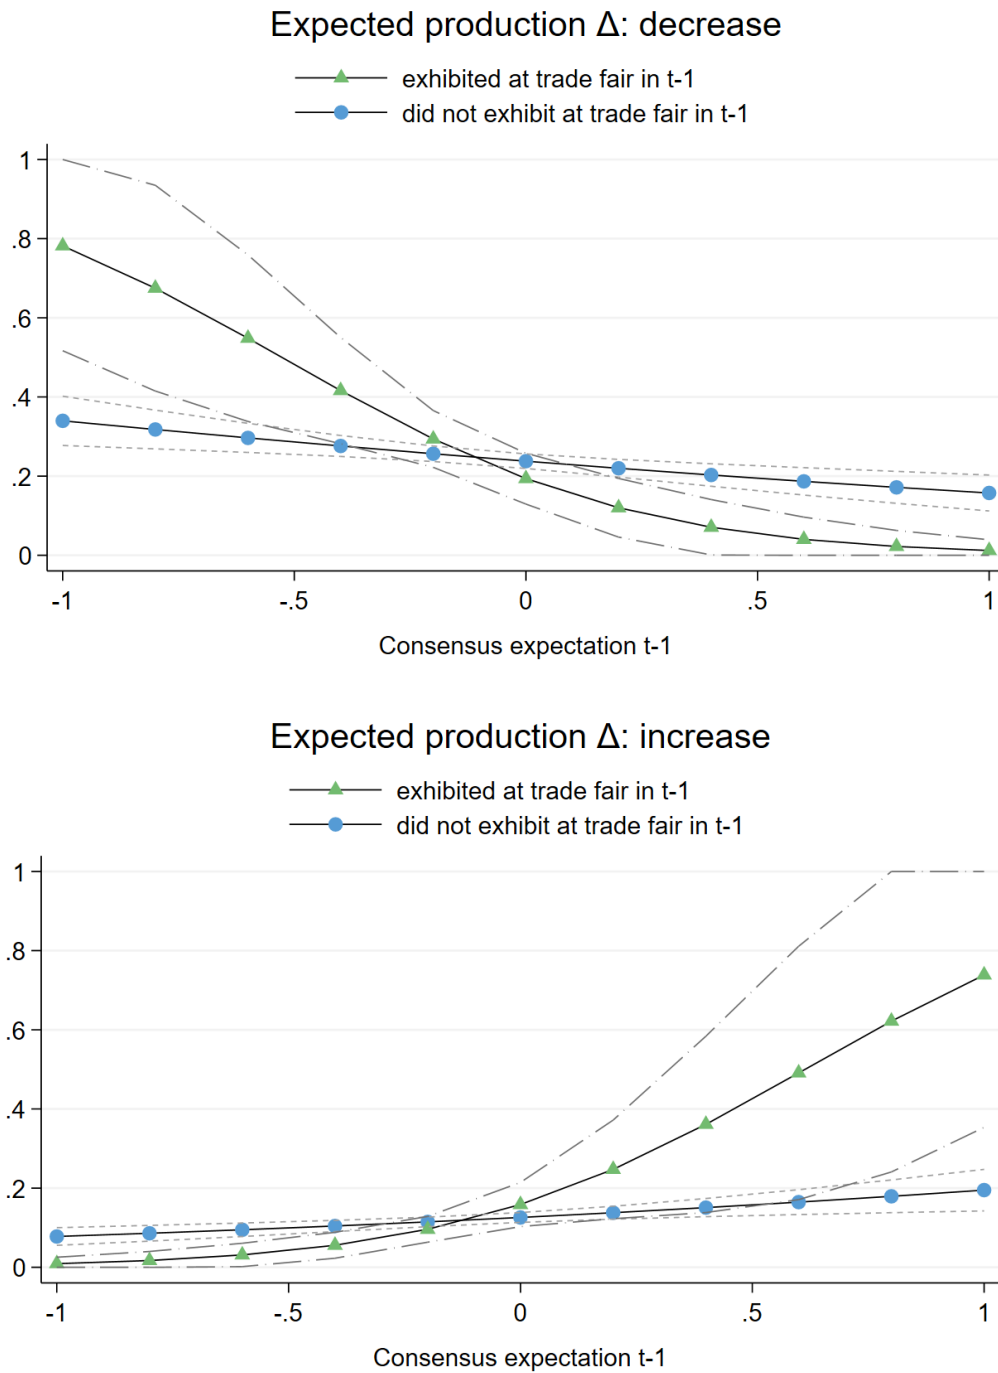 Expected production Δ: decrease
exhibited at trade fair in t-1
did not exhibit at trade fair in t-1
1
.8
.6
.4
.2
0
-1 -.5 0 .5 1
Consensus expectation t-1
Expected production Δ: increase
exhibited at trade fair in t-1
did not exhibit at trade fair in t-1
1
.8
.6
.4
.2
0
-1 -.5 0 .5 1
Consensus expectation t-1